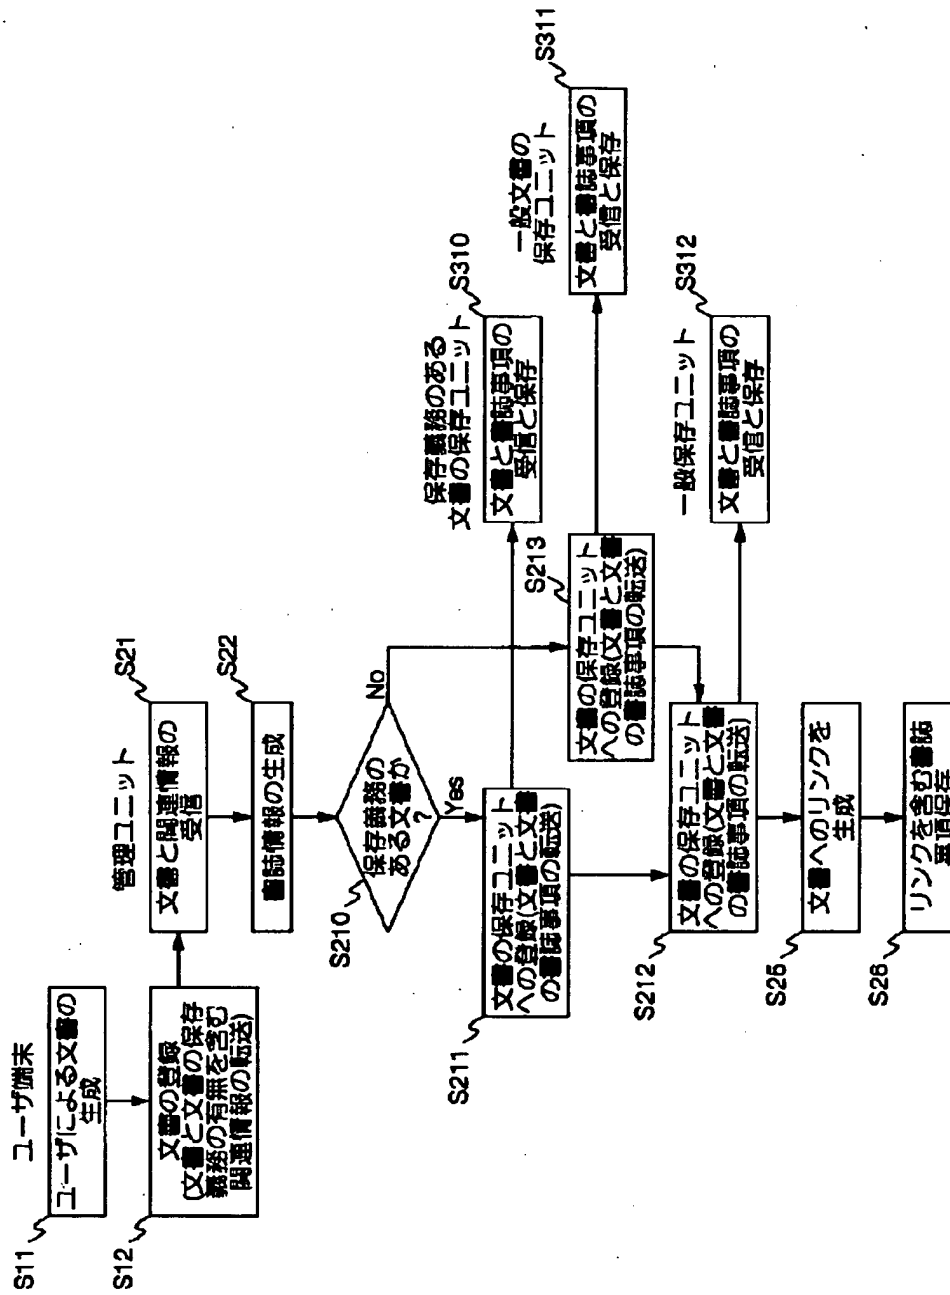 ユーザ端末
S11
ユーザによる文書の
生成
S12
文書の登録
(文書と文書の保存
義務の有無を含む
関連情報の転送)
管理ユニット
S21
文書と関連情報の
受信
S22
書誌情報の生成
S210
保存義務の
ある文書か
?
Yes
No
S211
文書の保存ユニット
への登録(文書と文書
の書誌事項の転送)
S213
文書の保存ユニット
への登録(文書と文書
の書誌事項の転送)
S212
文書の保存ユニット
への登録(文書と文書
の書誌事項の転送)
S25
文書へのリンクを
生成
S26
リンクを含む書誌
保存義務のある
文書の保存ユニット
S310
文書と書誌事項の
受信と保存
一般文書の
保存ユニット
S311
文書と書誌事項の
受信と保存
一般保存ユニット
S312
文書と書誌事項の
受信と保存